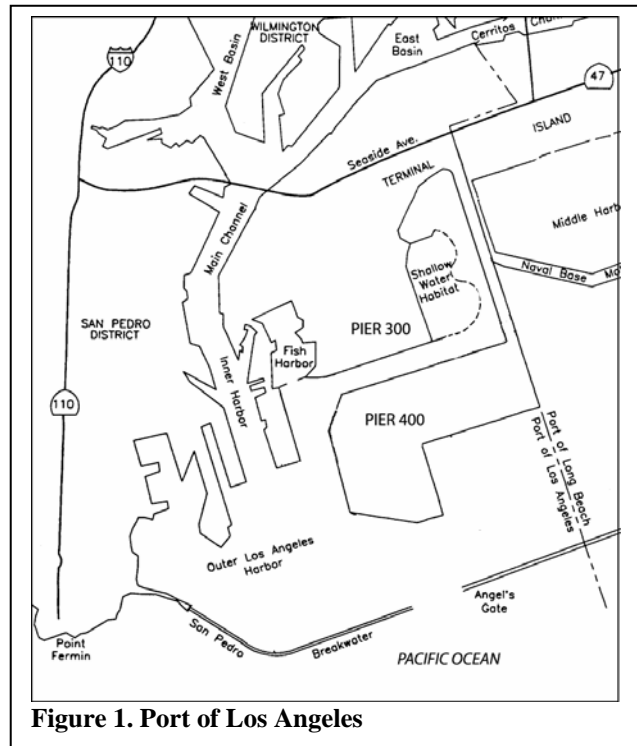 WILMINGTON
DISTRICT
East
Basin
Cerritos
110
West Basin
47
Seaside Ave.
ISLAND
TERMINAL
Main Channel
Shallow
Water
Habitat
Naval Base
SAN PEDRO
DISTRICT
PIER 300
Fish
Harbor
Inner
Harbor
110
PIER 400
Port of Long Beach
Port of Los Angeles
Outer Los Angeles
Harbor
Angel's
Gate
San Pedro
Breakwater
Point
Fermin
PACIFIC OCEAN
Figure 1. Port of Los Angeles